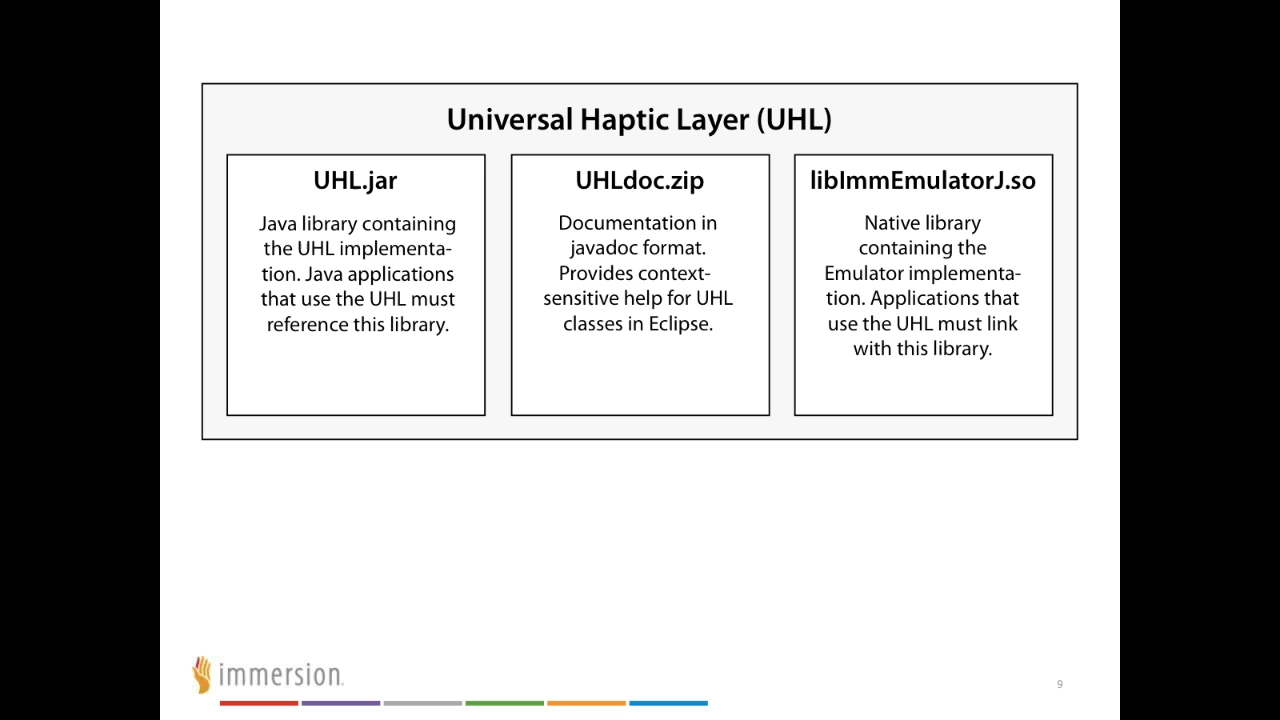 Universal Haptic Layer (UHL)
UHL.jar
Java library containing
the UHL implementa-
tion. Java applications
that use the UHL must
reference this library.
UHLdoc.zip
Documentation in
javadoc format.
Provides context-
sensitive help for UHL
classes in Eclipse.
libImmEmulatorJ.so
Native library
containing the
Emulator implementa-
tion. Applications that
use the UHL must link
with this library.
immersion
9